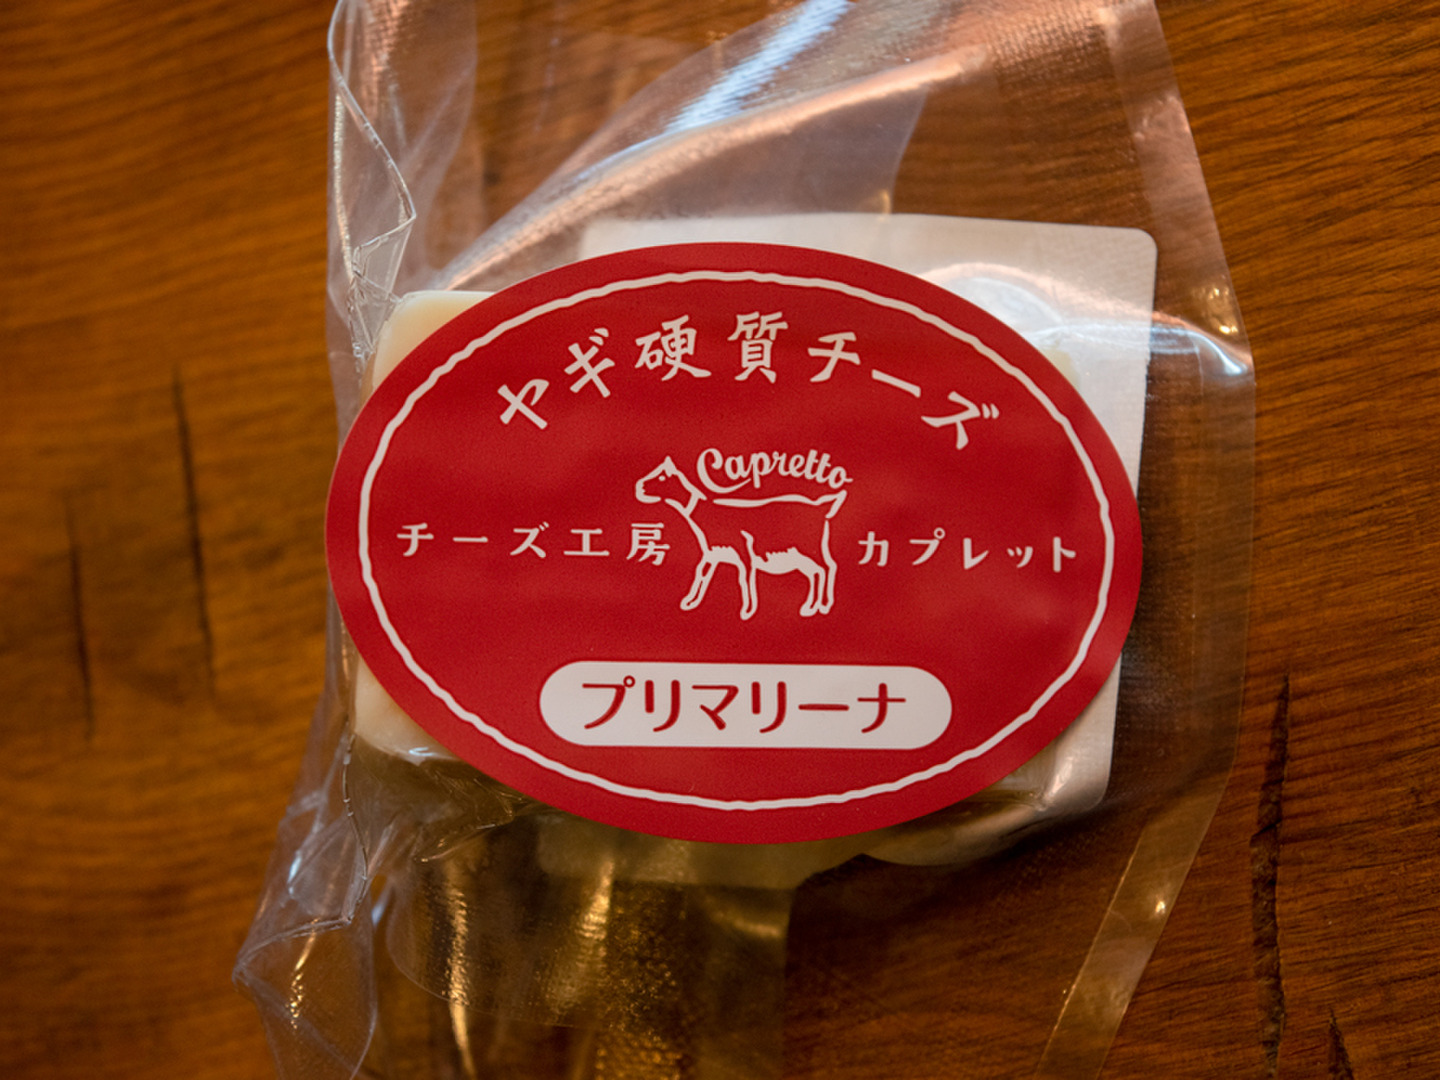 ヤギ硬質チーズ
Capretto
チーズ工房 カプレット
プリマリーナ